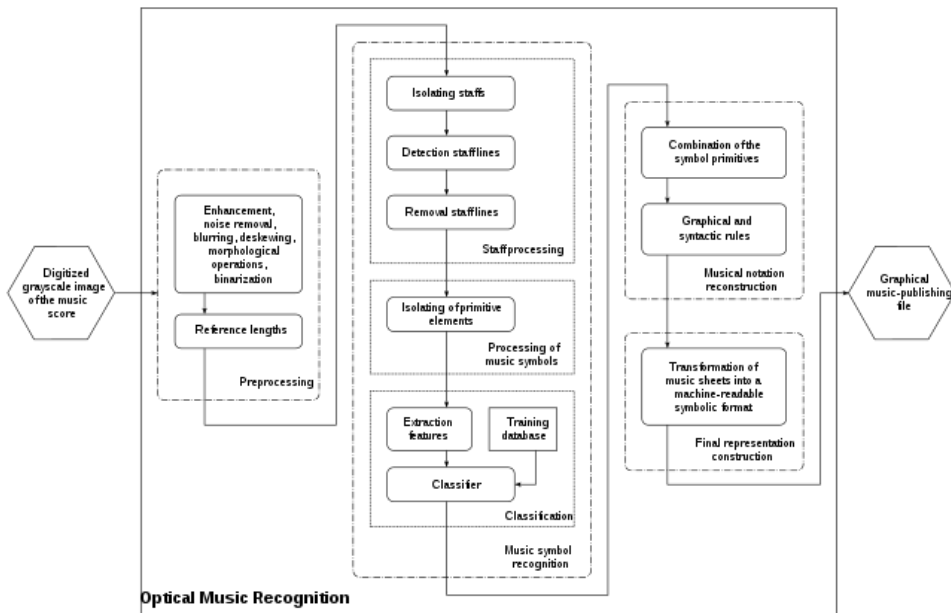 Digitized
grayscale image
of the music
score
Enhancement,
noise removal,
blurring, deskewing,
morphological
operations,
binarization
Reference lengths
Preprocessing
Isolating staffs
Detection stafflines
Removal stafflines
Staffprocessing
Isolating of primitive
elements
Processing of
music symbols
Extraction
features
Training
database
Classifier
Classification
Music symbol
recognition
Combination of the
symbol primitives
Graphical and
syntactic rules
Musical notation
reconstruction
Transformation of
music sheets into a
machine-readable
symbolic format
Final representation
construction
Graphical
music-publishing
file
Optical Music Recognition